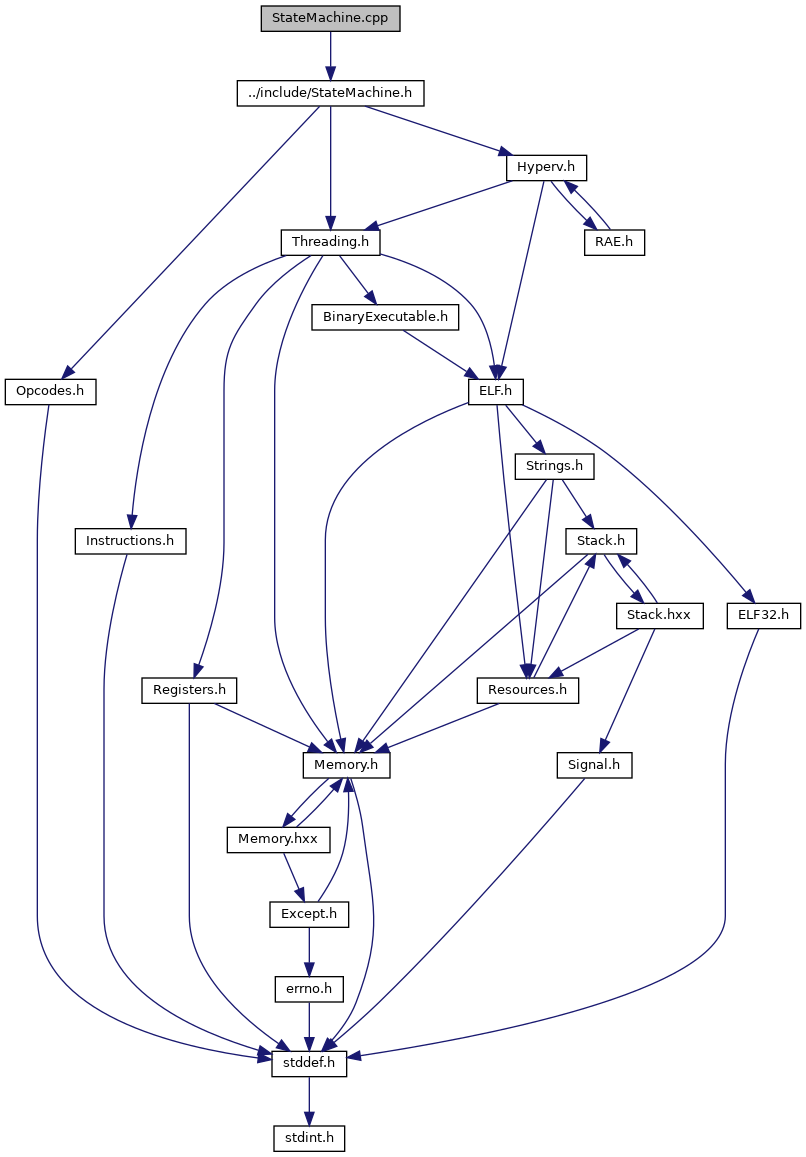 StateMachine.cpp
../include/StateMachine.h
Hyperv.h
Threading.h
RAE.h
BinaryExecutable.h
Opcodes.h
ELF.h
Strings.h
Instructions.h
Stack.h
Stack.hxx
ELF32.h
Registers.h
Resources.h
Memory.h
Signal.h
Memory.hxx
Except.h
errno.h
stddef.h
stdint.h